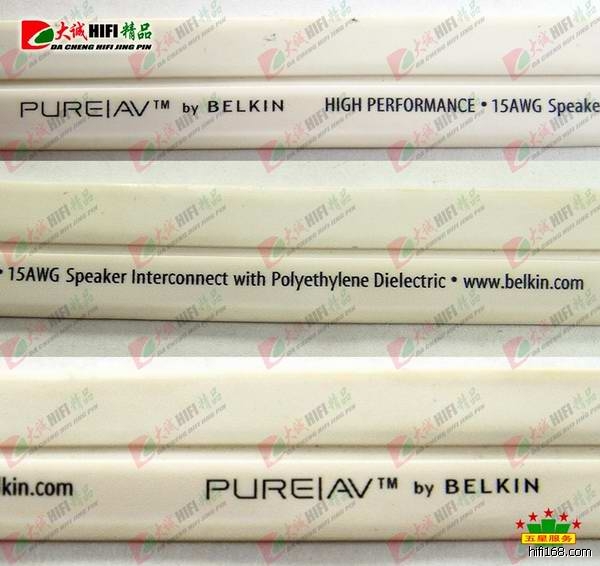 大诚HIFI精品
DA CHENG HIFI JING PIN
PURE|AV™ by BELKIN HIGH PERFORMANCE • 15AWG Speake
• 15AWG Speaker Interconnect with Polyethylene Dielectric • www.belkin.com
lkin.com PURE|AV™ by BELKIN
五星服务
hifi168.com